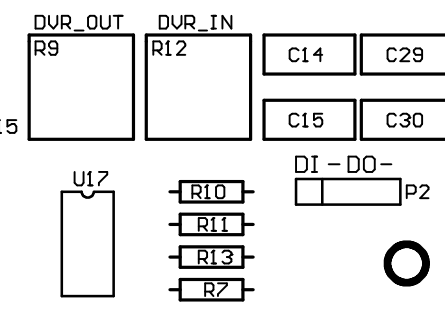 DVR_OUT DVR_IN
R9 R12 C14 C29
C15 C30
DI - DO-
U17 R10 P2
R11
R13
R7